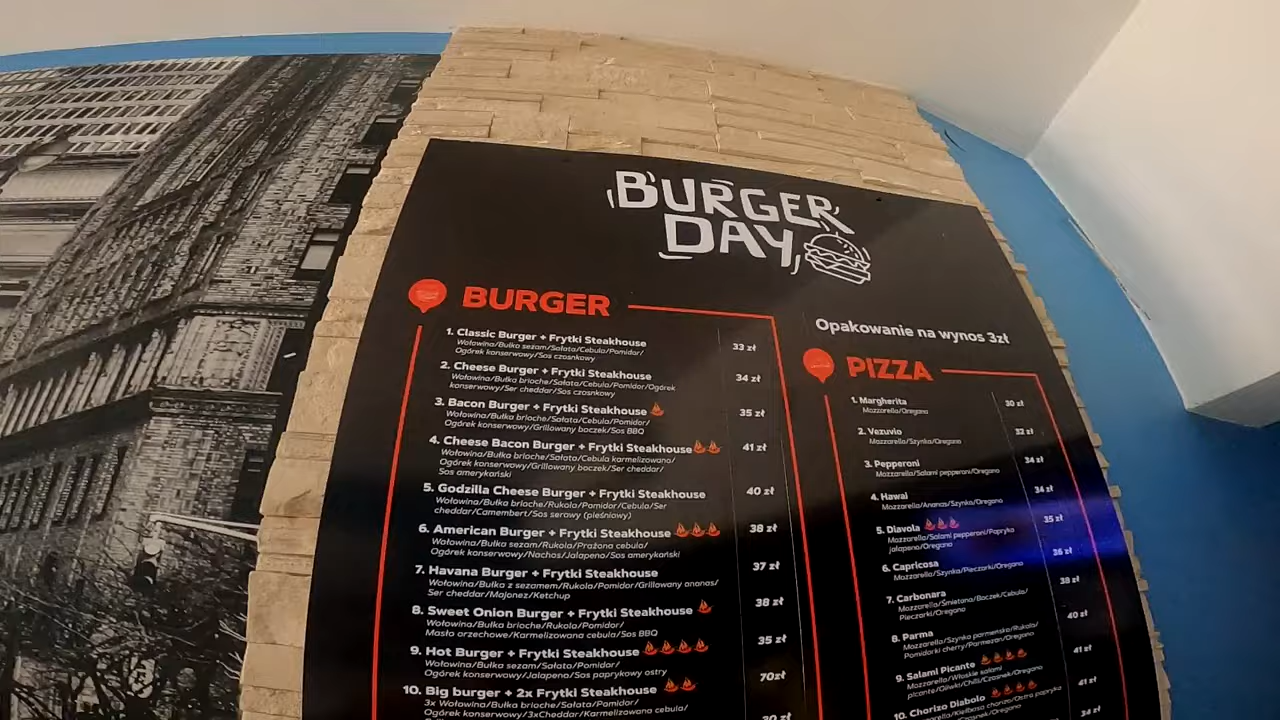 BURGER
DAY
BURGER
1. Classic Burger + Frytki Steakhouse
Wołowina/Bułka sezam/Sałata/Cebula/Pomidor/
Ogórek konserwowy/Sos czosnkowy
33 zł
2. Cheese Burger + Frytki Steakhouse
Wołowina/Bułka brioche/Sałata/Cebula/Pomidor/Ogórek
konserwowy/Ser cheddar/Sos czosnkowy
34 zł
3. Bacon Burger + Frytki Steakhouse
Wołowina/Bułka brioche/Sałata/Cebula/Pomidor/
Ogórek konserwowy/Grillowany boczek/Sos BBQ
35 zł
4. Cheese Bacon Burger + Frytki Steakhouse
Wołowina/Bułka brioche/Sałata/Cebula karmelizowana/
Ogórek konserwowy/Grillowany boczek/Ser cheddar/
Sos amerykański
41 zł
5. Godzilla Cheese Burger + Frytki Steakhouse
Wołowina/Bułka brioche/Rukola/Pomidor/Cebula/Ser
cheddar/Camembert/Sos serowy (pleśniowy)
40 zł
6. American Burger + Frytki Steakhouse
Wołowina/Bułka sezam/Rukola/Prażona cebula/
Ogórek konserwowy/Nachos/Jalapeno/Sos amerykański
38 zł
7. Havana Burger + Frytki Steakhouse
Wołowina/Bułka z sezamem/Rukola/Pomidor/Grillowany ananas/
Ser cheddar/Majonez/Ketchup
37 zł
8. Sweet Onion Burger + Frytki Steakhouse
Wołowina/Bułka brioche/Rukola/Pomidor/
Masło orzechowe/Karmelizowana cebula/Sos BBQ
38 zł
9. Hot Burger + Frytki Steakhouse
Wołowina/Bułka sezam/Sałata/Pomidor/
Ogórek konserwowy/Jalapeno/Sos paprykowy ostry
35 zł
10. Big burger + 2x Frytki Steakhouse
3x Wołowina/Bułka brioche/Sałata/Pomidor/
Ogórek konserwowy/3xCheddar/Karmelizowana cebula/
70zł
Opakowanie na wynos 3zł
PIZZA
1. Margherita
Mozzarella/Oregano
30 zł
2. Vezuvio
Mozzarella/Szynka/Oregano
32 zł
3. Pepperoni
Mozzarella/Salami pepperoni/Oregano
34 zł
4. Hawai
Mozzarella/Ananas/Szynka/Oregano
34 zł
5. Diavola
Mozzarella/Salami pepperoni/Papryka
jalapeno/Oregano
35 zł
6. Capricosa
Mozzarella/Szynka/Pieczarki/Oregano
36 zł
7. Carbonara
Mozzarella/Śmietana/Boczek/Cebula/
Pieczarki/Oregano
38 zł
8. Parma
Mozzarella/Szynka parmeńska/Rukola/
Pomidorki cherry/Parmezan/Oregano
40 zł
9. Salami Picante
Mozzarella/Włoskie salami
picante/Oliwki/Chilli/Czosnek/Oregano
41 zł
10. Chorizo Diabolo
41 zł
34 zł